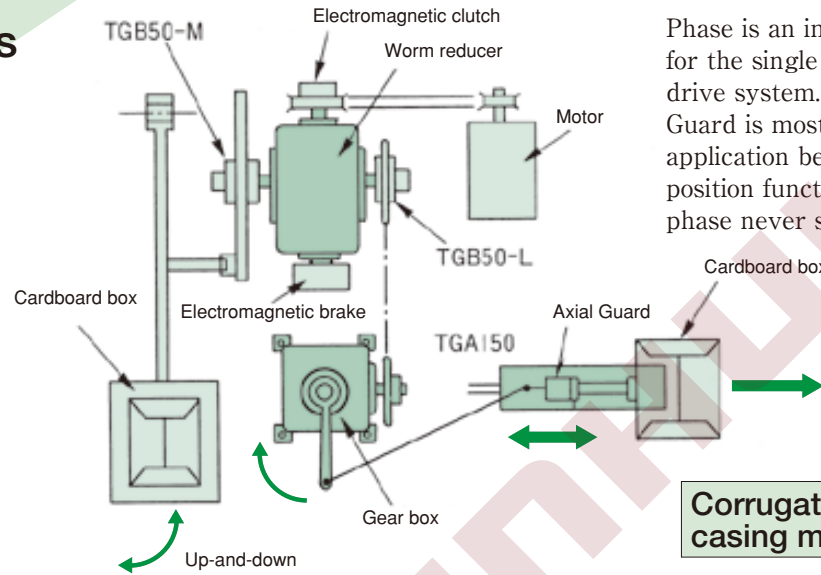 s
TGB50-M
Electromagnetic clutch
Worm reducer
Motor
TGB50-L
Cardboard box
Electromagnetic brake
Up-and-down
Gear box
TGA150
Axial Guard
Cardboard box
Phase is an in
for the single
drive system.
Guard is most
application be
position funct
phase never s
Corrugat
casing m